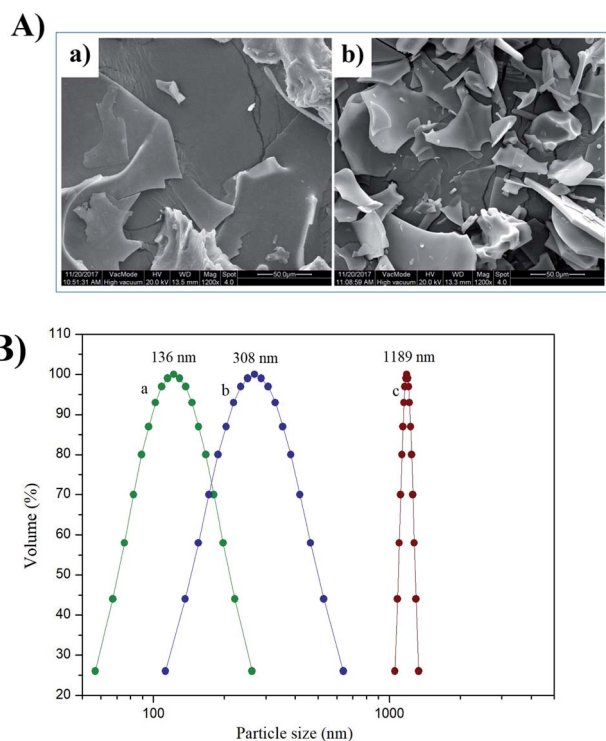 A)
a)
b)
11/20/2017 VacMode HV WD Mag Spot 50.0μm
10:51:31 AM High vacuum 20.0 kV 13.5 mm 1200x 4.0
11/20/2017 VacMode HV WD Mag Spot 50.0μm
11:08:59 AM High vacuum 20.0 kV 13.3 mm 1200x 4.0
B)
110
100
90
80
70
60
50
40
30
20
Volume (%)
136 nm
308 nm
1189 nm
a
b
c
100
1000
Particle size (nm)